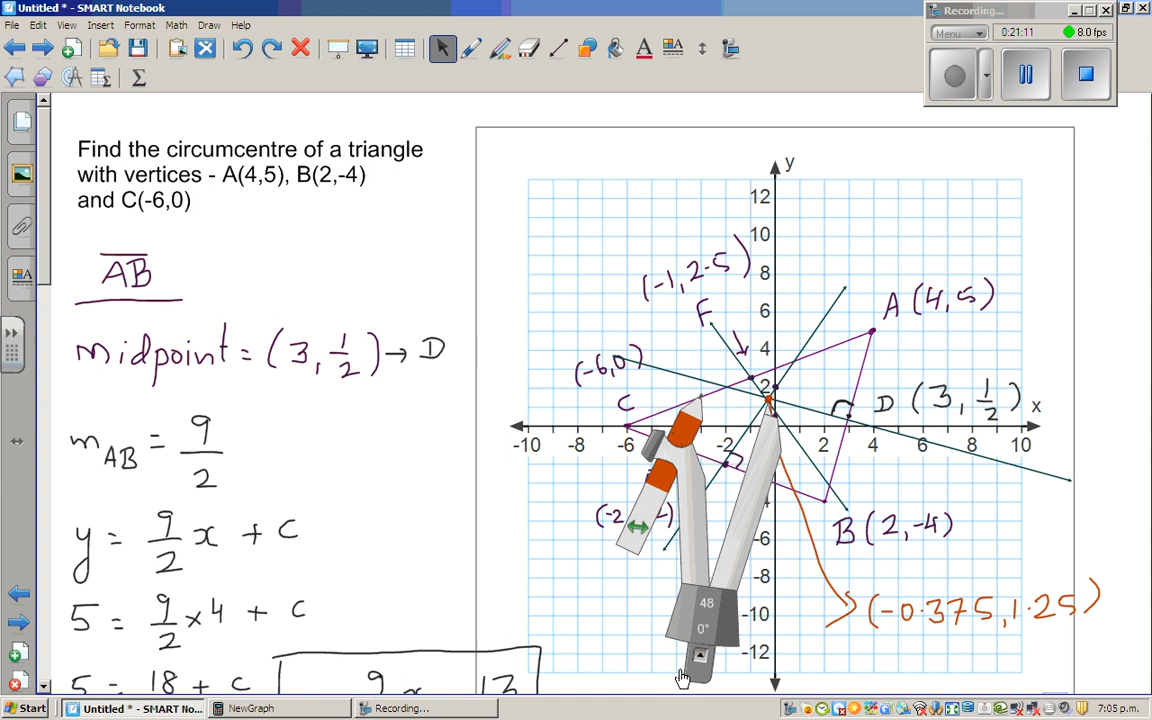 Untitled * - SMART Notebook
File Edit View Insert Format Math Draw Help
Recording...
Menu
0:21:11
8.0 fps
Find the circumcentre of a triangle
with vertices - A(4,5), B(2,-4)
and C(-6,0)
AB
Midpoint = (3, 1/2) → D
m AB = 9/2
y = 9/2 x + c
5 = 9/2 x 4 + c
5 = 18 + c
y
12
10
8
6
4
2
(-1, 2.5)
F
A (4,5)
(-6,0)
C
D (3, 1/2)
x
-10 -8 -6 -4 -2 2 4 6 8 10
B (2,-4)
-6
-8
-10
-12
48
0°
(-0.375, 1.25)
Start
Untitled * - SMART No...
NewGraph
Recording...
7:05 p.m.